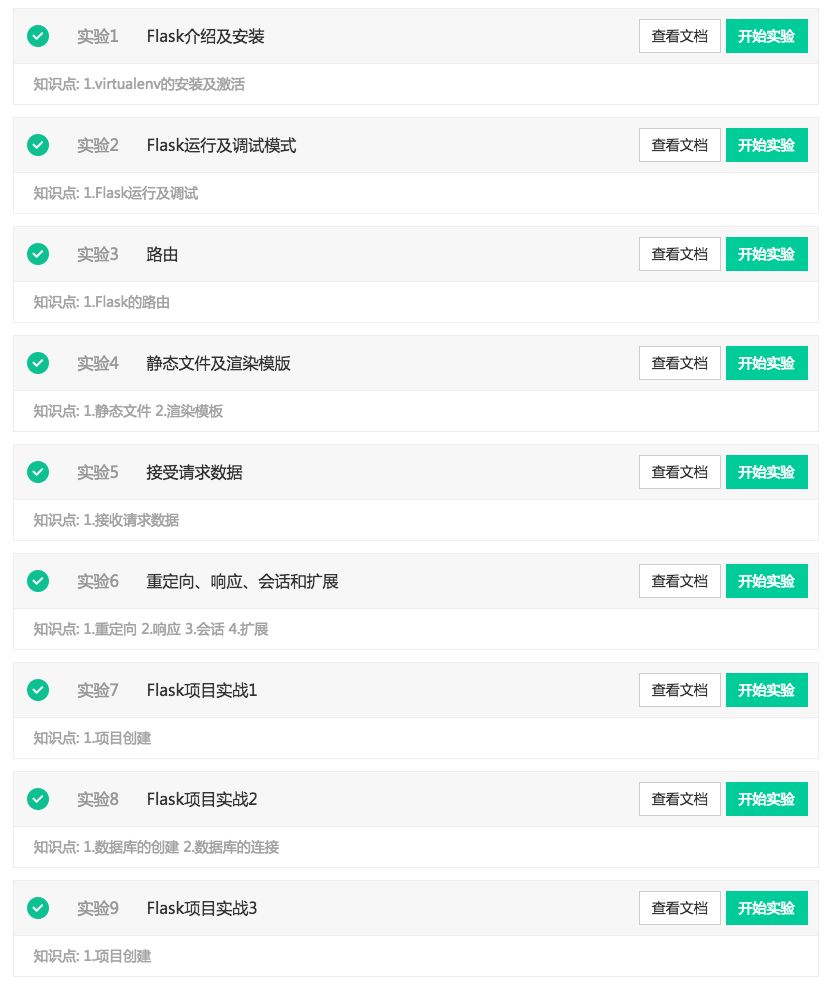 实验1 Flask介绍及安装 查看文档 开始实验
知识点: 1.virtualenv的安装及激活
实验2 Flask运行及调试模式 查看文档 开始实验
知识点: 1.Flask运行及调试
实验3 路由 查看文档 开始实验
知识点: 1.Flask的路由
实验4 静态文件及渲染模版 查看文档 开始实验
知识点: 1.静态文件 2.渲染模板
实验5 接受请求数据 查看文档 开始实验
知识点: 1.接收请求数据
实验6 重定向、响应、会话和扩展 查看文档 开始实验
知识点: 1.重定向 2.响应 3.会话 4.扩展
实验7 Flask项目实战1 查看文档 开始实验
知识点: 1.项目创建
实验8 Flask项目实战2 查看文档 开始实验
知识点: 1.数据库的创建 2.数据库的连接
实验9 Flask项目实战3 查看文档 开始实验
知识点: 1.项目创建